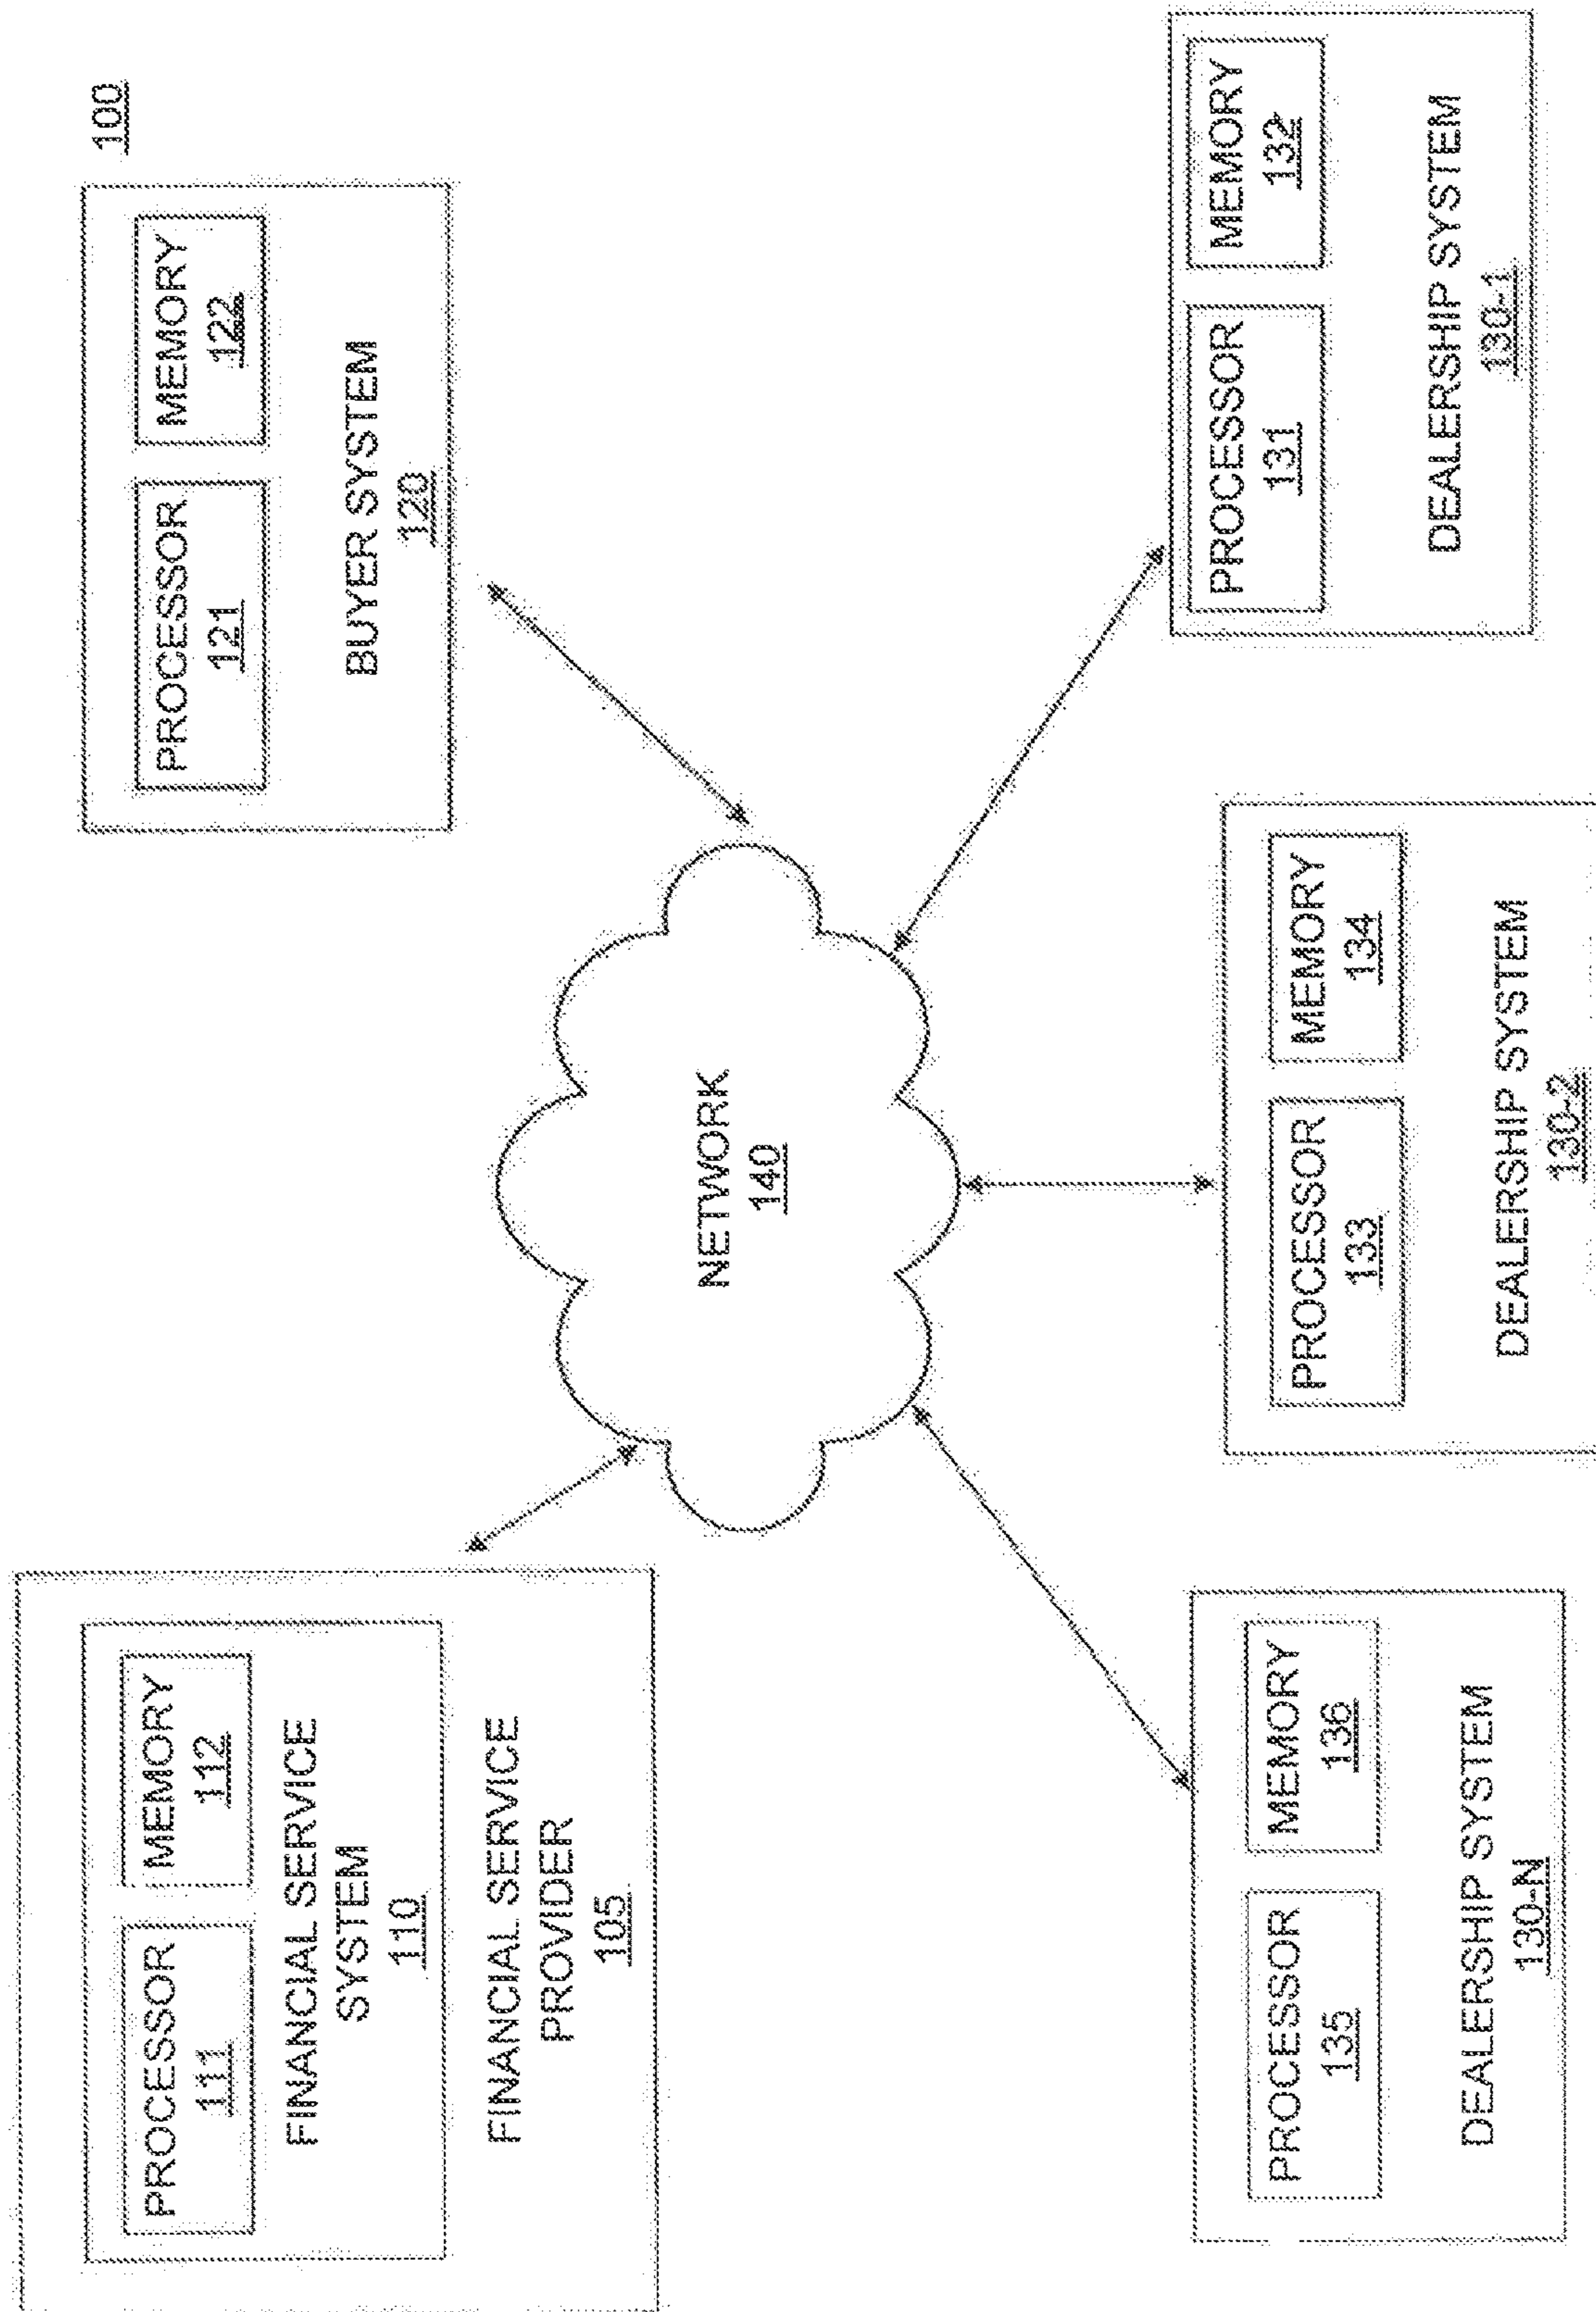 100
PROCESSOR
111
MEMORY
112
FINANCIAL SERVICE
SYSTEM
110
FINANCIAL SERVICE
PROVIDER
105
PROCESSOR
121
MEMORY
122
BUYER SYSTEM
120
NETWORK
140
PROCESSOR
135
MEMORY
136
DEALERSHIP SYSTEM
130-N
PROCESSOR
133
MEMORY
134
DEALERSHIP SYSTEM
130-2
PROCESSOR
131
MEMORY
132
DEALERSHIP SYSTEM
130-1